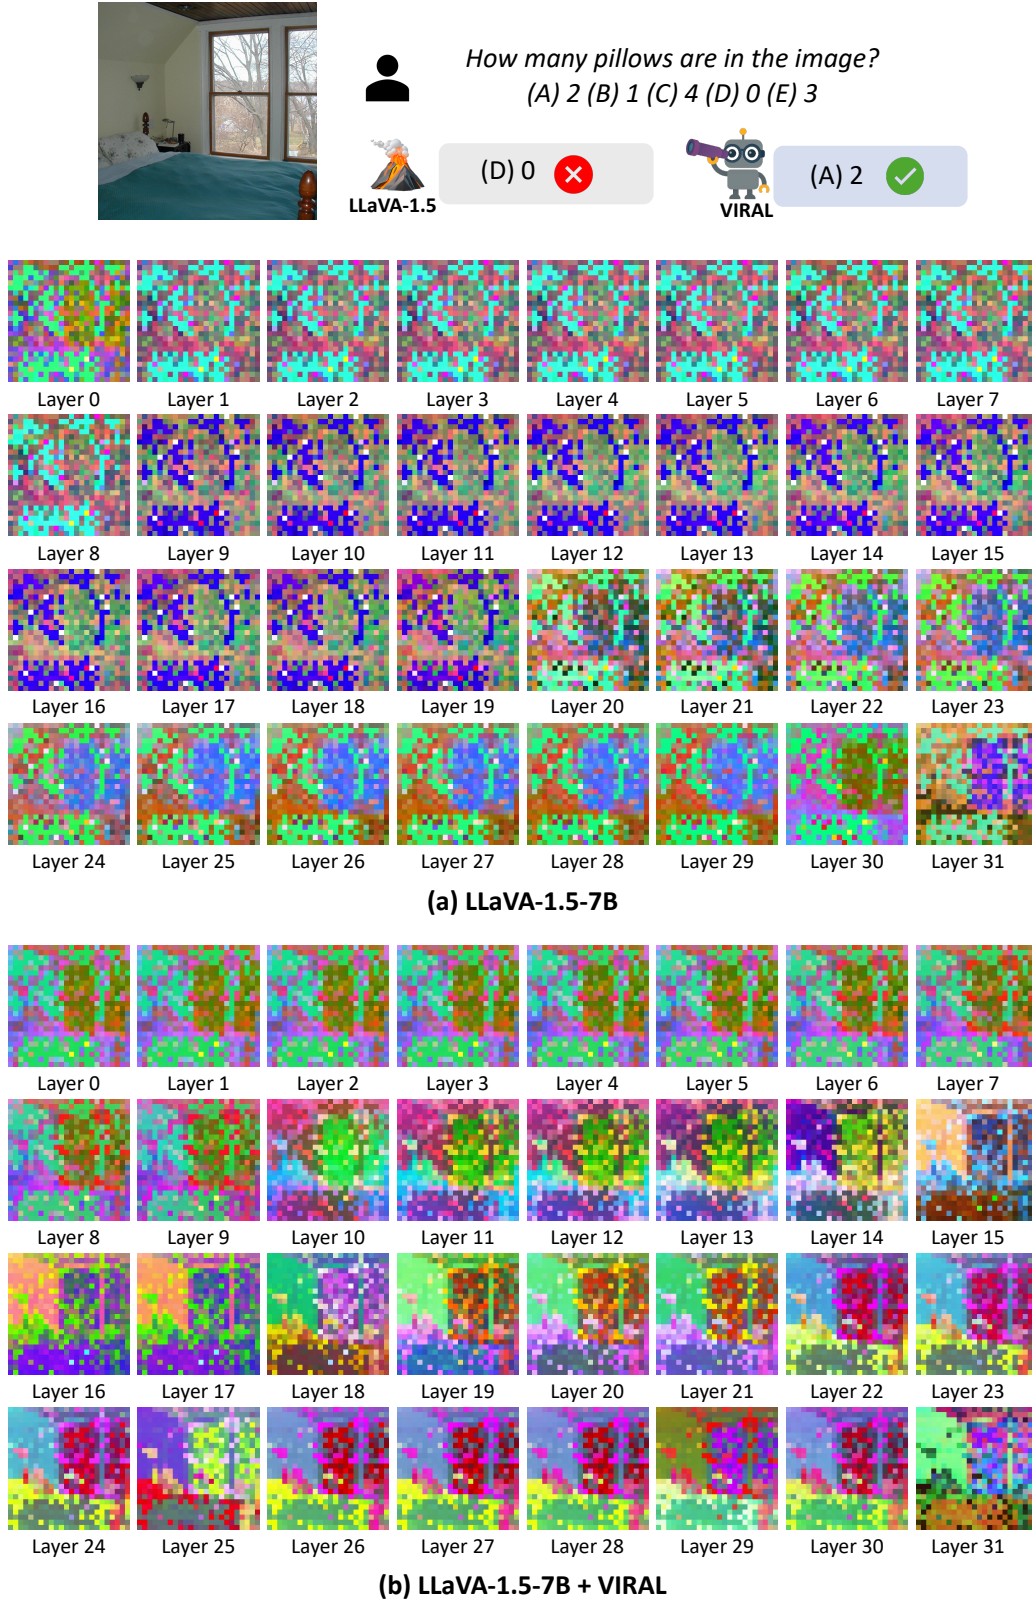 How many pillows are in the image?
(A) 2 (B) 1 (C) 4 (D) 0 (E) 3
(D) 0
(A) 2
LLaVA-1.5
VIRAL
Layer 0 Layer 1 Layer 2 Layer 3 Layer 4 Layer 5 Layer 6 Layer 7
Layer 8 Layer 9 Layer 10 Layer 11 Layer 12 Layer 13 Layer 14 Layer 15
Layer 16 Layer 17 Layer 18 Layer 19 Layer 20 Layer 21 Layer 22 Layer 23
Layer 24 Layer 25 Layer 26 Layer 27 Layer 28 Layer 29 Layer 30 Layer 31
(a) LLaVA-1.5-7B
Layer 0 Layer 1 Layer 2 Layer 3 Layer 4 Layer 5 Layer 6 Layer 7
Layer 8 Layer 9 Layer 10 Layer 11 Layer 12 Layer 13 Layer 14 Layer 15
Layer 16 Layer 17 Layer 18 Layer 19 Layer 20 Layer 21 Layer 22 Layer 23
Layer 24 Layer 25 Layer 26 Layer 27 Layer 28 Layer 29 Layer 30 Layer 31
(b) LLaVA-1.5-7B + VIRAL